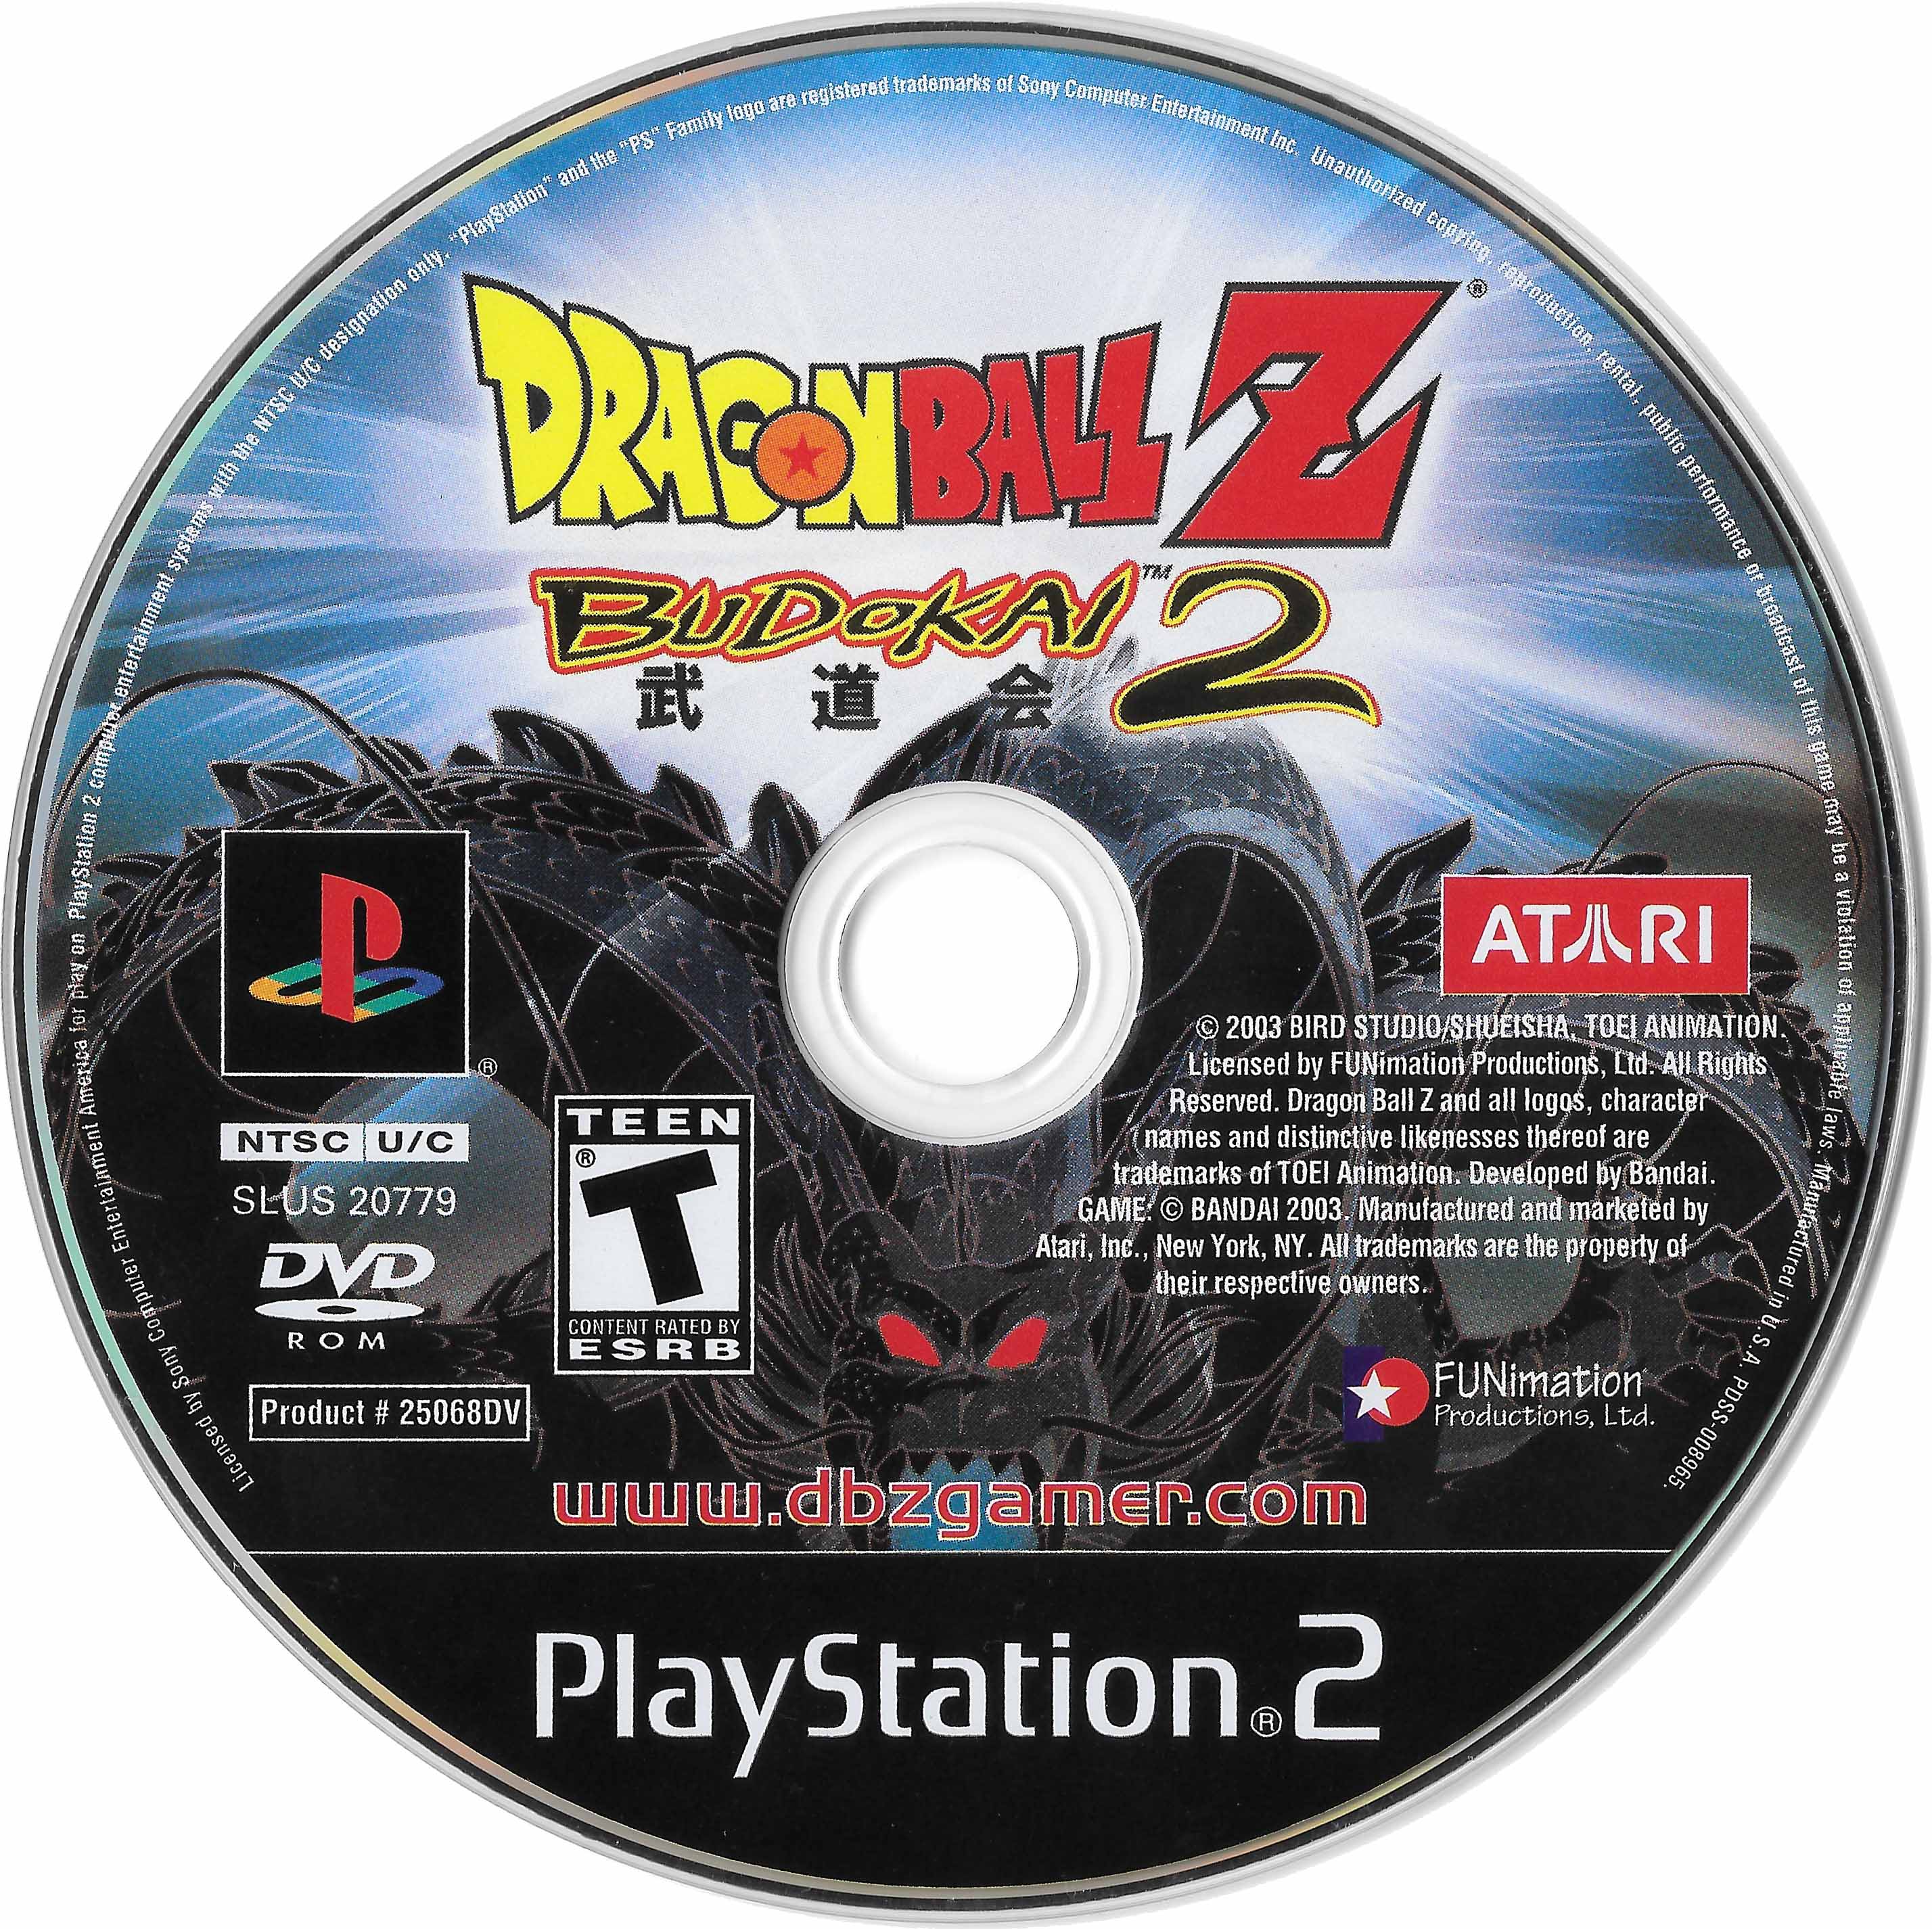 Licensed by Sony Computer Entertainment America for play on PlayStation 2 computer entertainment systems with the NTSC U/C designation only. "PlayStation" and the "PS" Family logo are registered trademarks of Sony Computer Entertainment Inc. Unauthorized copying, reproduction, rental, public performance or broadcast of this game may be a violation of applicable laws. Manufactured in U.S.A. PDSS-008965.
DRAGONBALL Z®
BUDOKAI™ 2
武道会
ATARI
®
© 2003 BIRD STUDIO/SHUEISHA, TOEI ANIMATION.
Licensed by FUNimation Productions, Ltd. All Rights
Reserved. Dragon Ball Z and all logos, character
names and distinctive likenesses thereof are
trademarks of TOEI Animation. Developed by Bandai.
GAME: © BANDAI 2003. Manufactured and marketed by
Atari, Inc., New York, NY. All trademarks are the property of
their respective owners.
NTSC U/C
SLUS 20779
DVD
ROM
Product # 25068DV
TEEN
®
T
CONTENT RATED BY
ESRB
FUNimation
Productions, Ltd.
www.dbzgamer.com
PlayStation®2